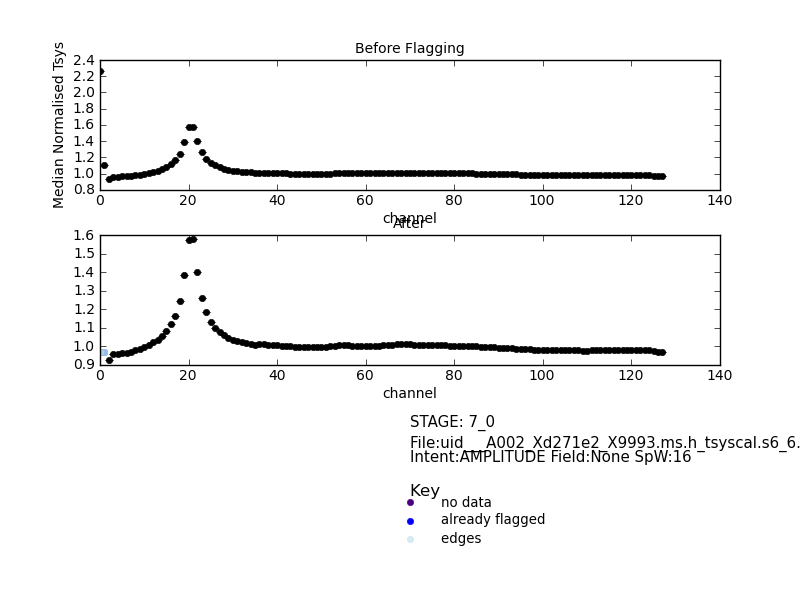 Before Flagging
Median Normalised Tsys
2.4
2.2
2.0
1.8
1.6
1.4
1.2
1.0
0.8
0 20 40 60 80 100 120 140
channel
After
1.6
1.5
1.4
1.3
1.2
1.1
1.0
0.9
0 20 40 60 80 100 120 140
channel
STAGE: 7_0
File:uid___A002_Xd271e2_X9993.ms.h_tsyscal.s6_6.
Intent:AMPLITUDE Field:None SpW:16
Key
no data
already flagged
edges